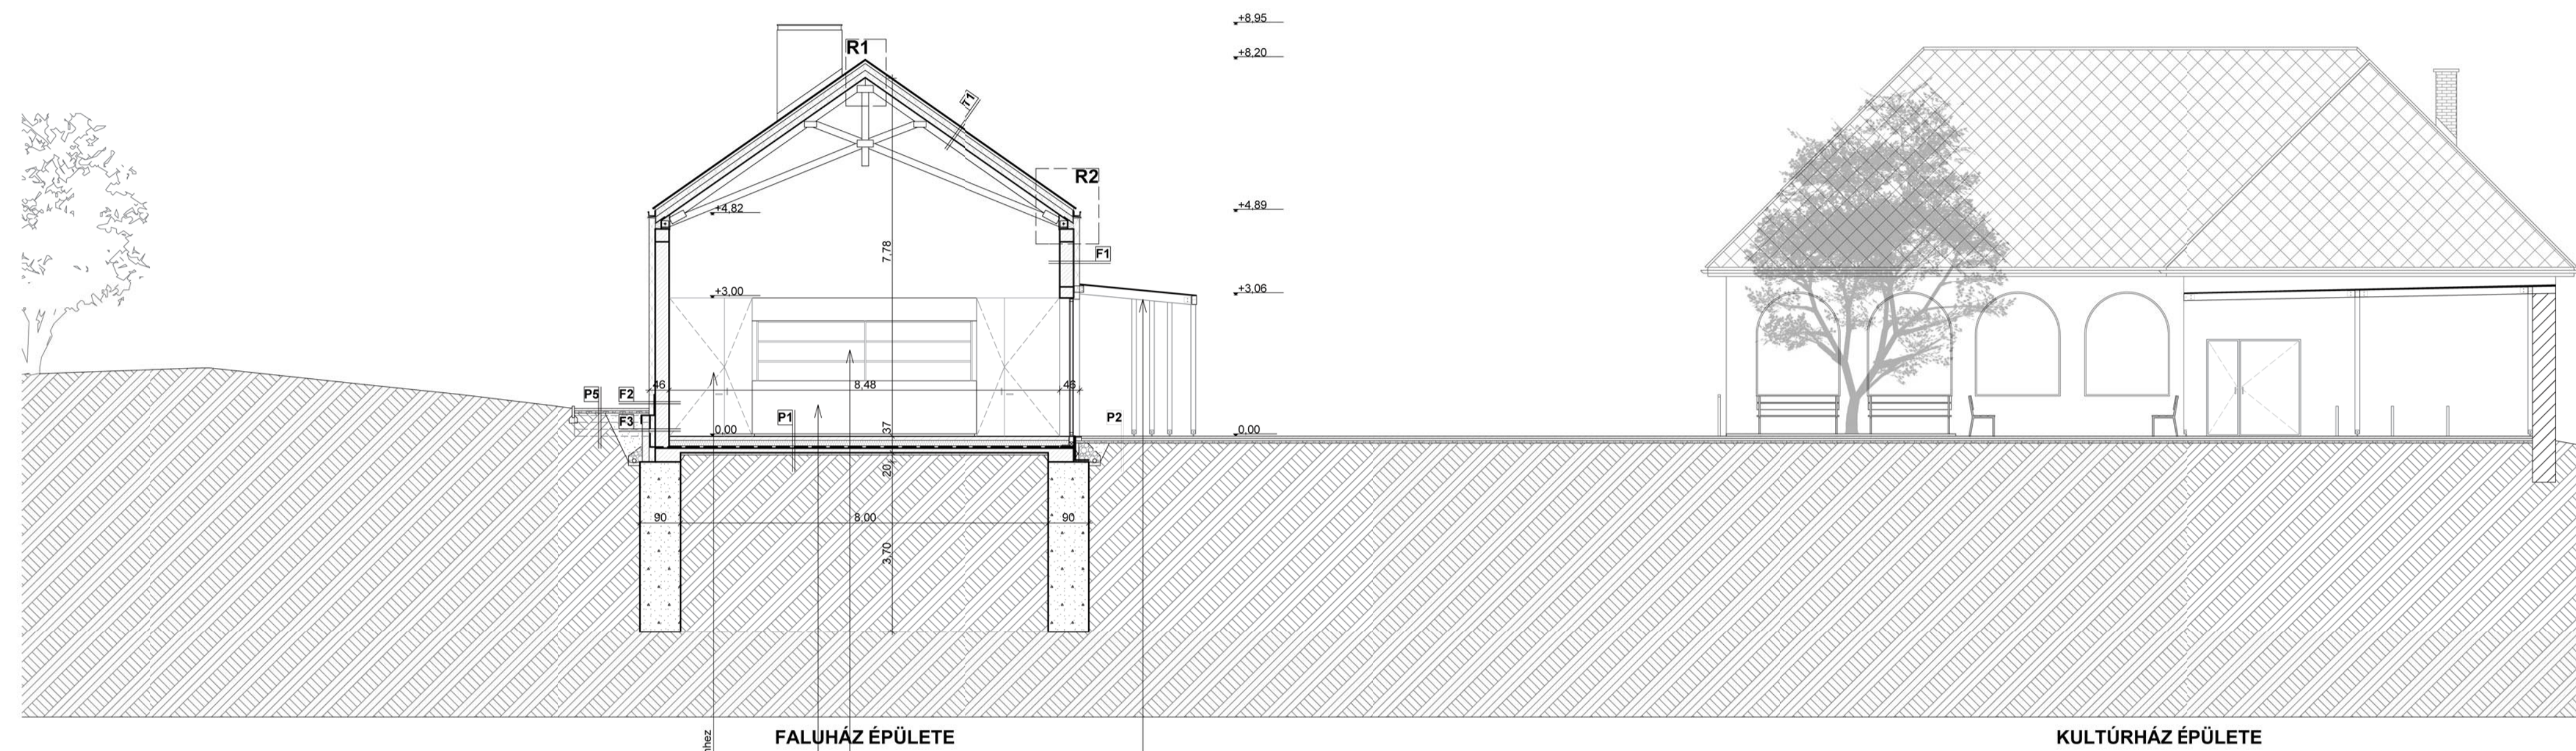 +8,95
R1
+8,20
T1
R2
+4,82
+4,89
7,78
F1
+3,00
+3,06
46
8,48
46
P5
F2
P1
P2
F3
0,00
37
0,00
20
90
8,00
90
3,70
FALUHÁZ ÉPÜLETE
KULTÚRHÁZ ÉPÜLETE